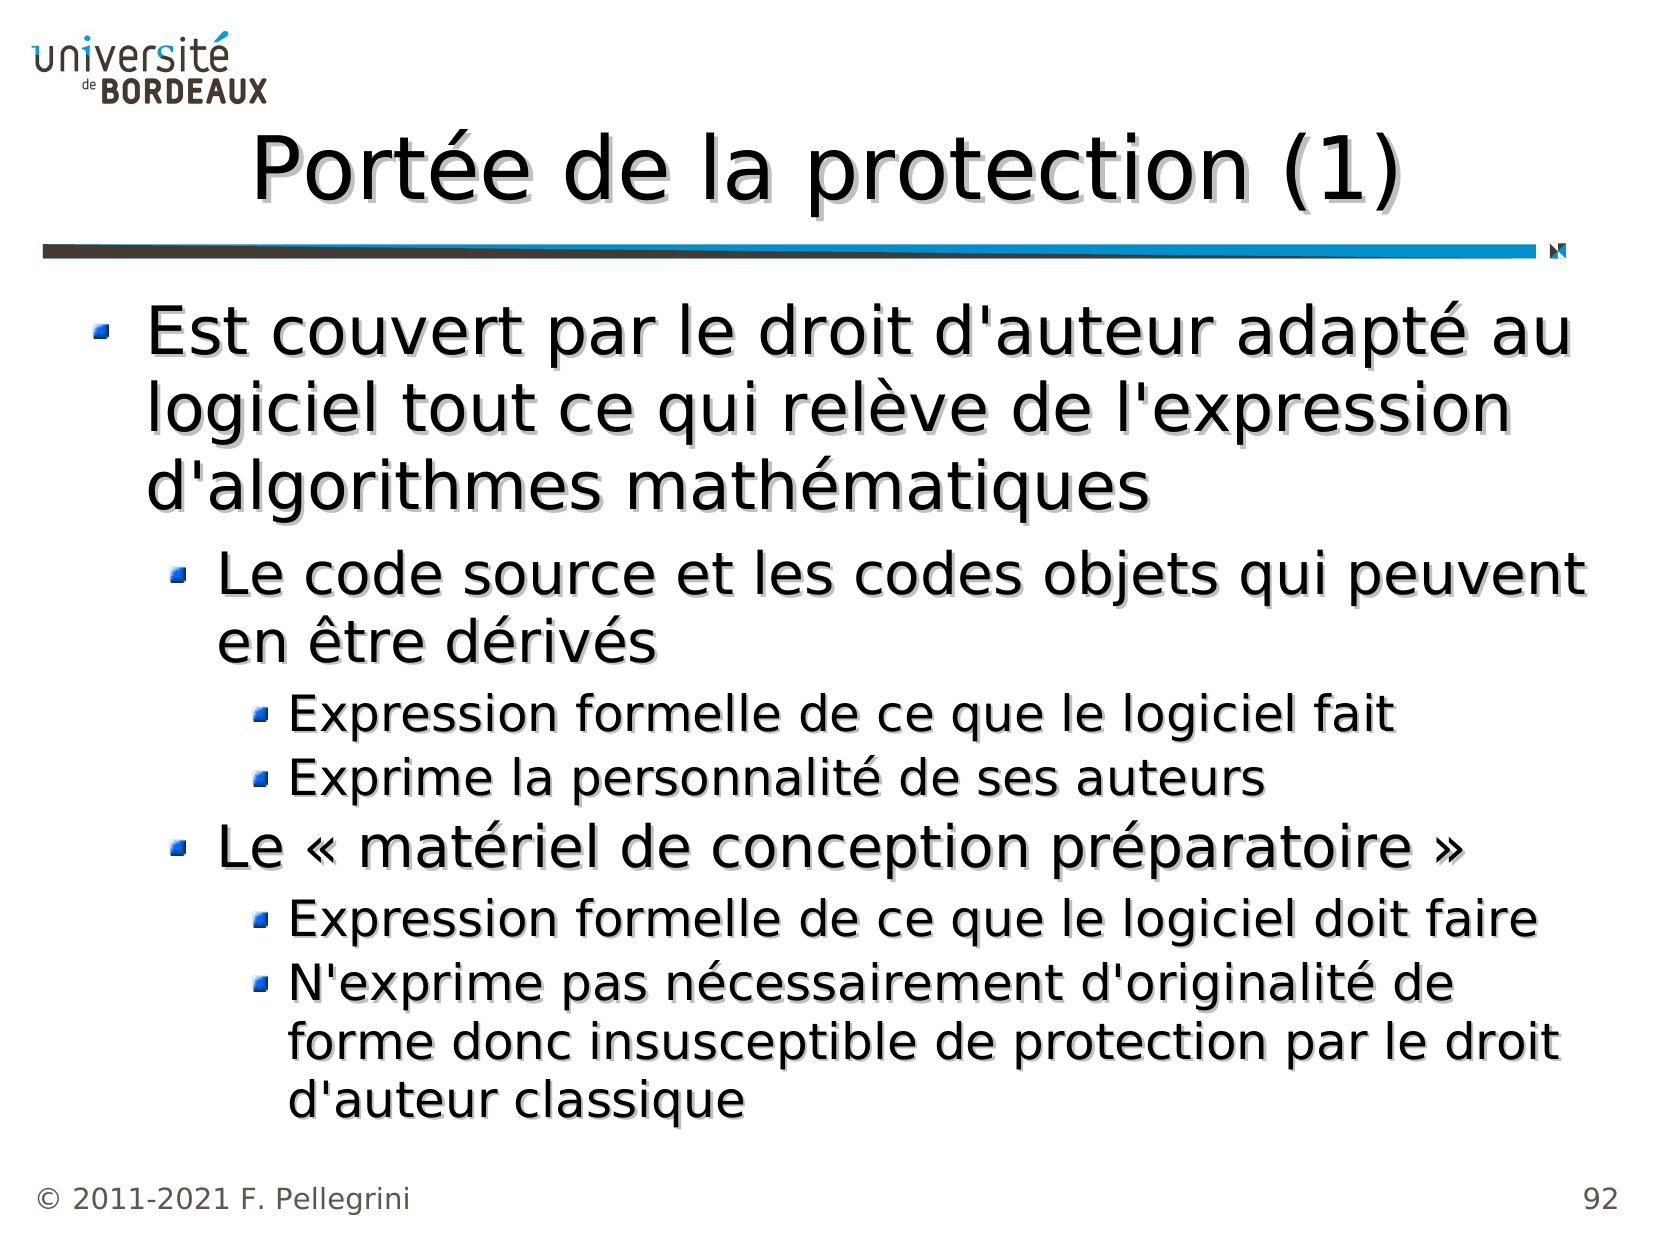 université
de BORDEAUX
Portée de la protection (1)
Est couvert par le droit d'auteur adapté au
logiciel tout ce qui relève de l'expression
d'algorithmes mathématiques
Le code source et les codes objets qui peuvent
en être dérivés
Expression formelle de ce que le logiciel fait
Exprime la personnalité de ses auteurs
Le « matériel de conception préparatoire »
Expression formelle de ce que le logiciel doit faire
N'exprime pas nécessairement d'originalité de
forme donc insusceptible de protection par le droit
d'auteur classique
© 2011-2021 F. Pellegrini
92